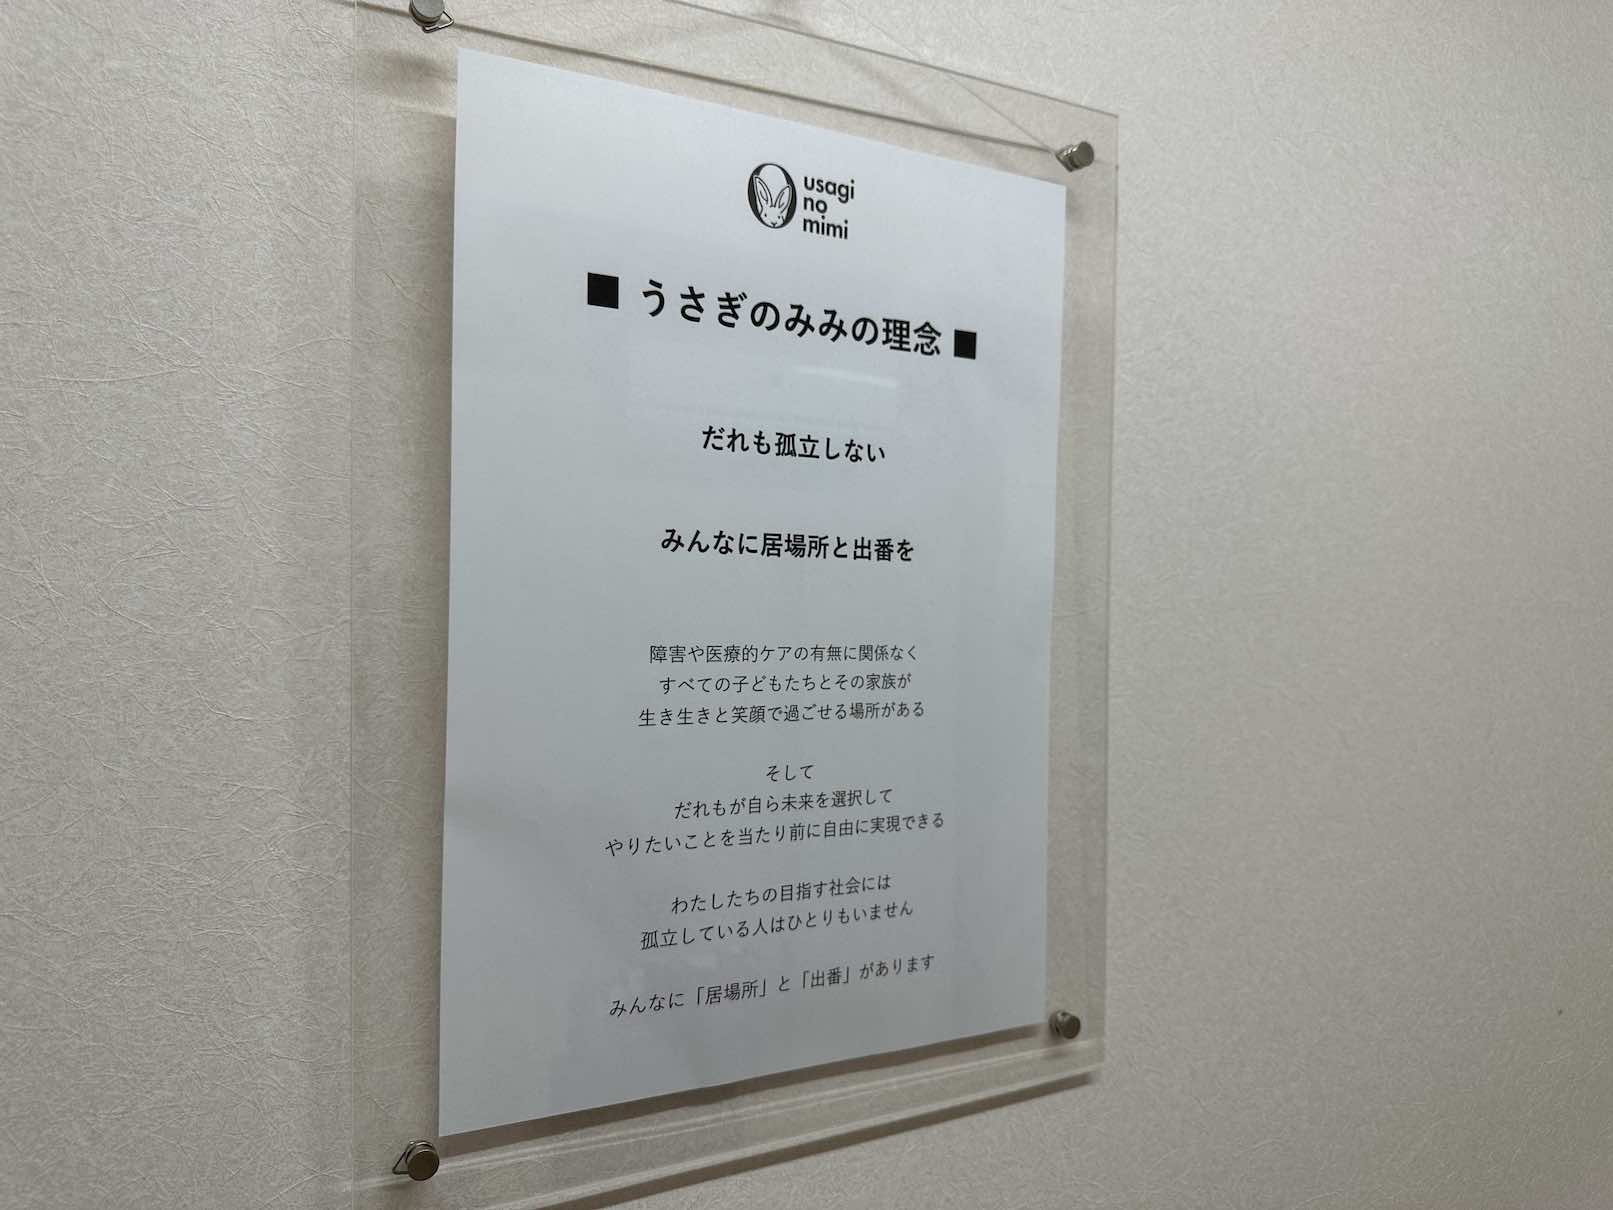 usagi
no
mimi
■ うさぎのみみの理念 ■
だれも孤立しない
みんなに居場所と出番を
障害や医療的ケアの有無に関係なく
すべての子どもたちとその家族が
生き生きと笑顔で過ごせる場所がある
そして
だれもが自ら未来を選択して
やりたいことを当たり前に自由に実現できる
わたしたちの目指す社会には
孤立している人はひとりもいません
みんなに「居場所」と「出番」があります